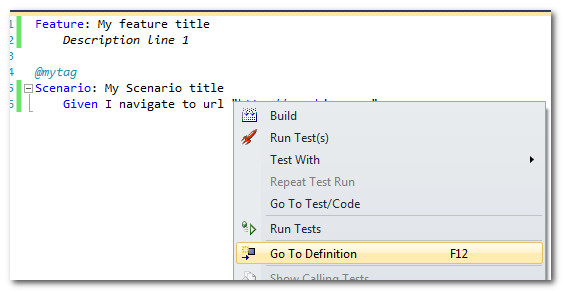 1 Feature: My feature title
2 Description line 1
3
4 @mytag
5 Scenario: My Scenario title
6 Given I navigate to url
Build
Run Test(s)
Test With
Repeat Test Run
Go To Test/Code
Run Tests
Go To Definition F12
Show Calling Tests